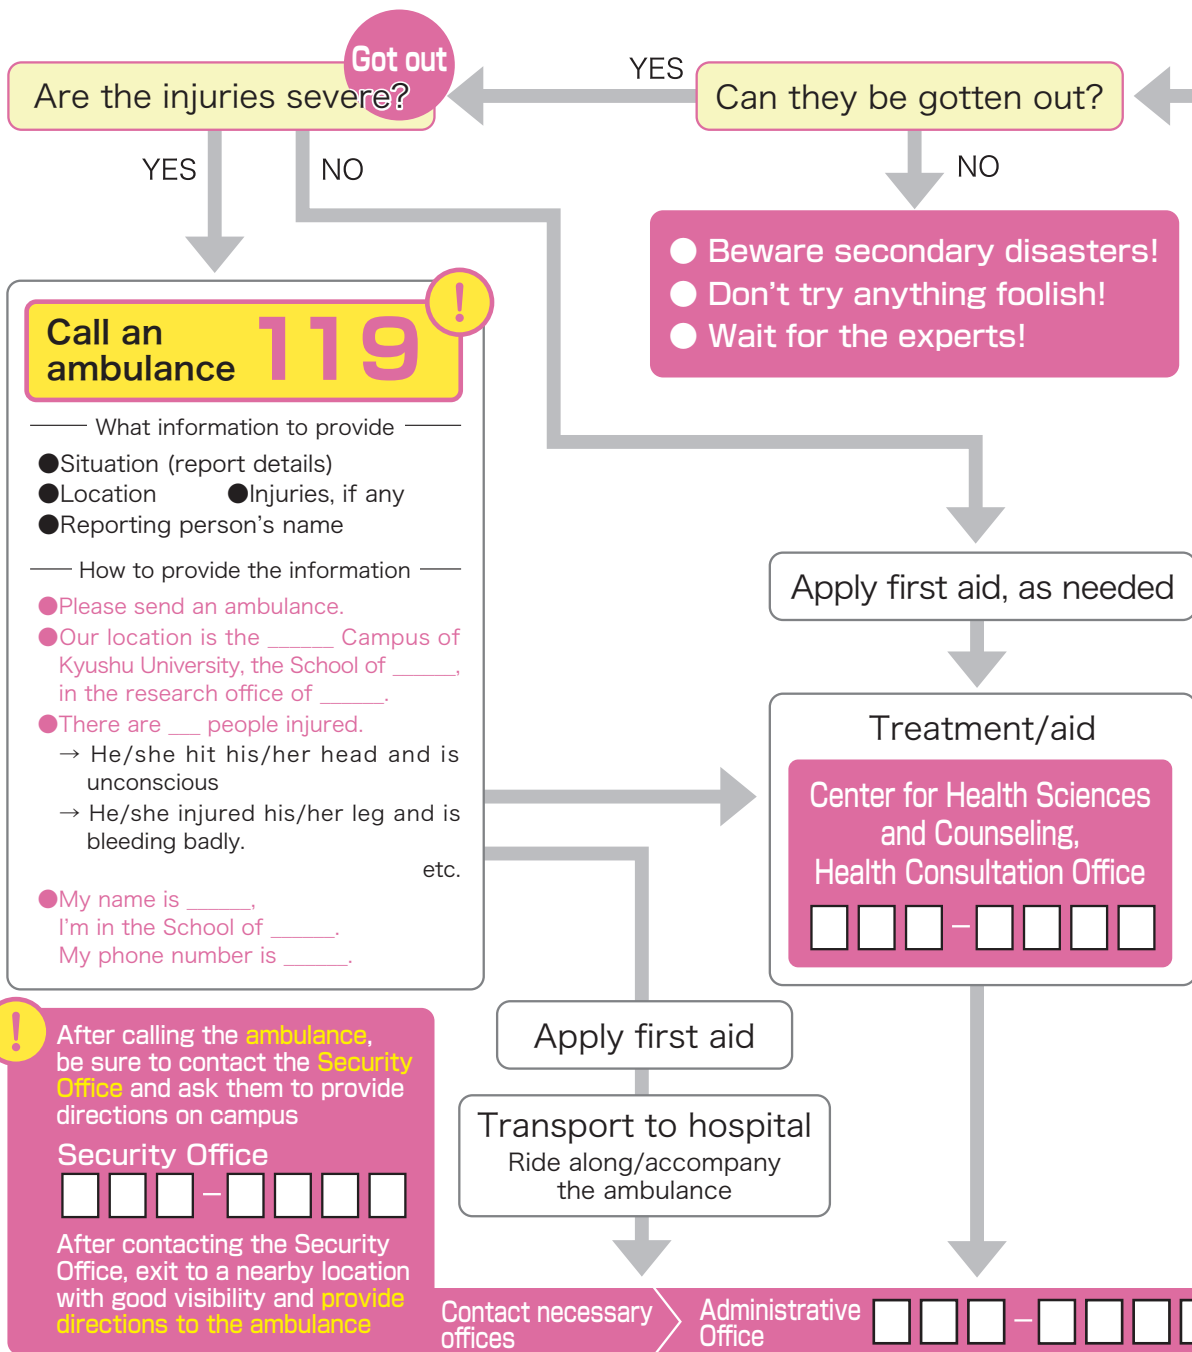 Got out
Are the injuries severe?
YES
Can they be gotten out?
YES
NO
NO
● Beware secondary disasters!
● Don't try anything foolish!
● Wait for the experts!
!
Call an
ambulance 119
What information to provide
●Situation (report details)
●Location ●Injuries, if any
●Reporting person's name
How to provide the information
●Please send an ambulance.
●Our location is the ______ Campus of
Kyushu University, the School of ______,
in the research office of ______.
●There are ___ people injured.
→ He/she hit his/her head and is
unconscious
→ He/she injured his/her leg and is
bleeding badly.
etc.
●My name is ______,
I'm in the School of ______.
My phone number is ______.
Apply first aid, as needed
Treatment/aid
Center for Health Sciences
and Counseling,
Health Consultation Office
□□□-□□□□
!
After calling the ambulance,
be sure to contact the Security
Office and ask them to provide
directions on campus
Security Office
□□□-□□□□
After contacting the Security
Office, exit to a nearby location
with good visibility and provide
directions to the ambulance
Apply first aid
Transport to hospital
Ride along/accompany
the ambulance
Contact necessary
offices
Administrative
Office
□□□-□□□□